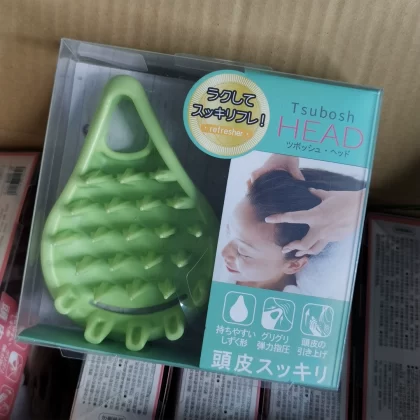 ラクして
スッキリフレ!
refresher
Tsubosh
HEAD
ツボッシュ・ヘッド
持ちやすい
しずく形
グリグリ
弾力指圧
頭皮の
引き上げ
頭皮スッキリ